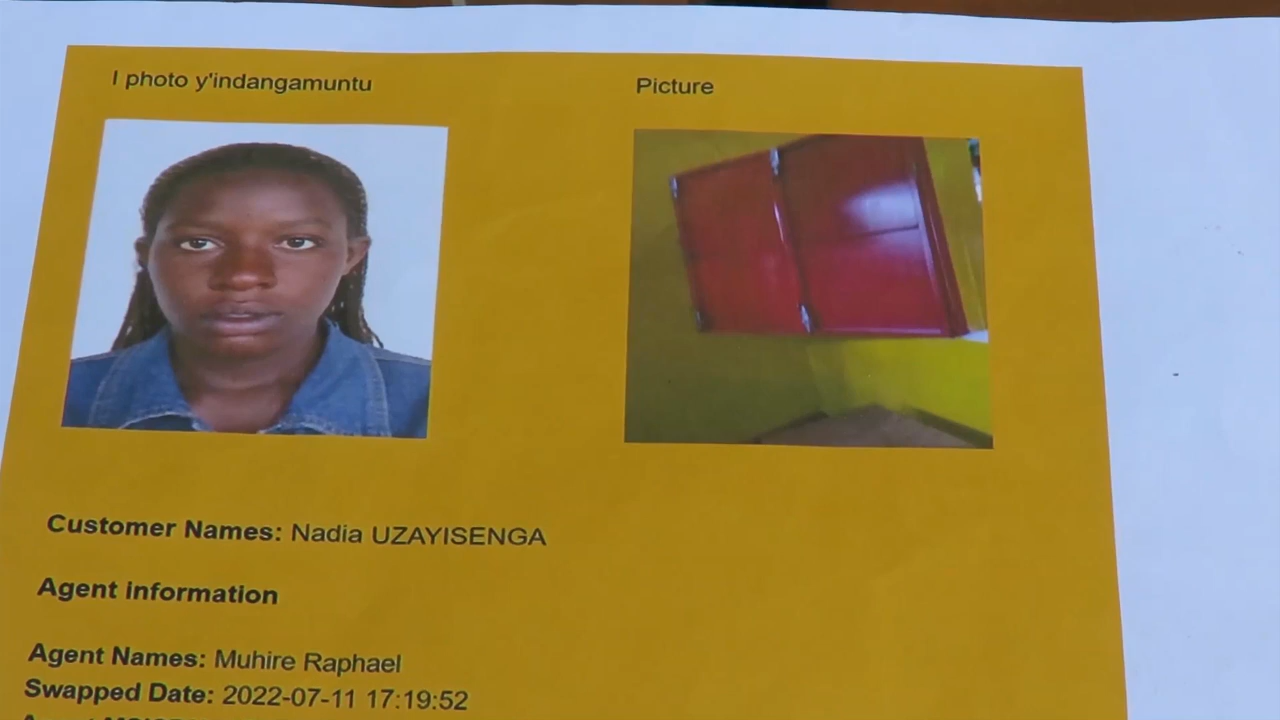 I photo y'indangamuntu
Picture
Customer Names: Nadia UZAYISENGA
Agent information
Agent Names: Muhire Raphael
Swapped Date: 2022-07-11 17:19:52